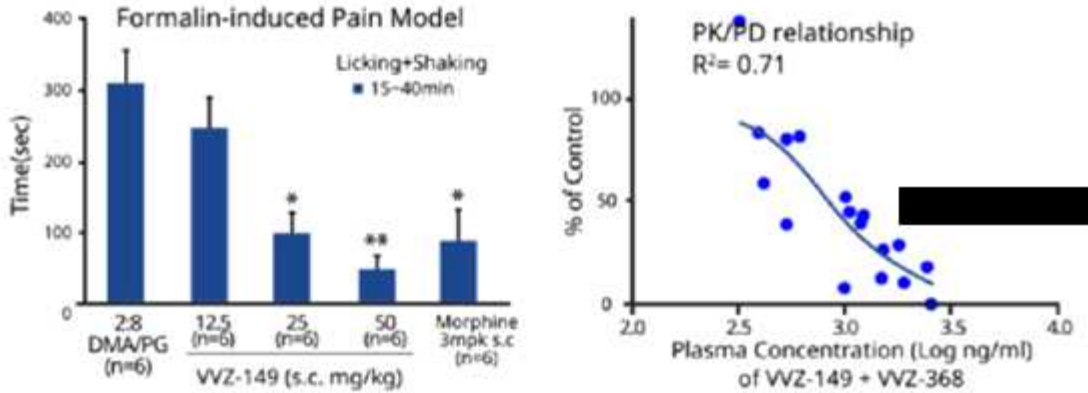 Formalin-induced Pain Model
400
300
200
100
0
Time(sec)
Licking+Shaking
15~40min
*
**
*
2:8
DMA/PG
(n=6)
12.5
(n=6)
25
(n=6)
50
(n=6)
VVZ-149 (s.c. mg/kg)
Morphine
3mpk s.c
(n=6)
PK/PD relationship
R²= 0.71
100
50
0
% of Control
2.0
2.5
3.0
3.5
4.0
Plasma Concentration (Log ng/ml)
of VVZ-149 + VVZ-368